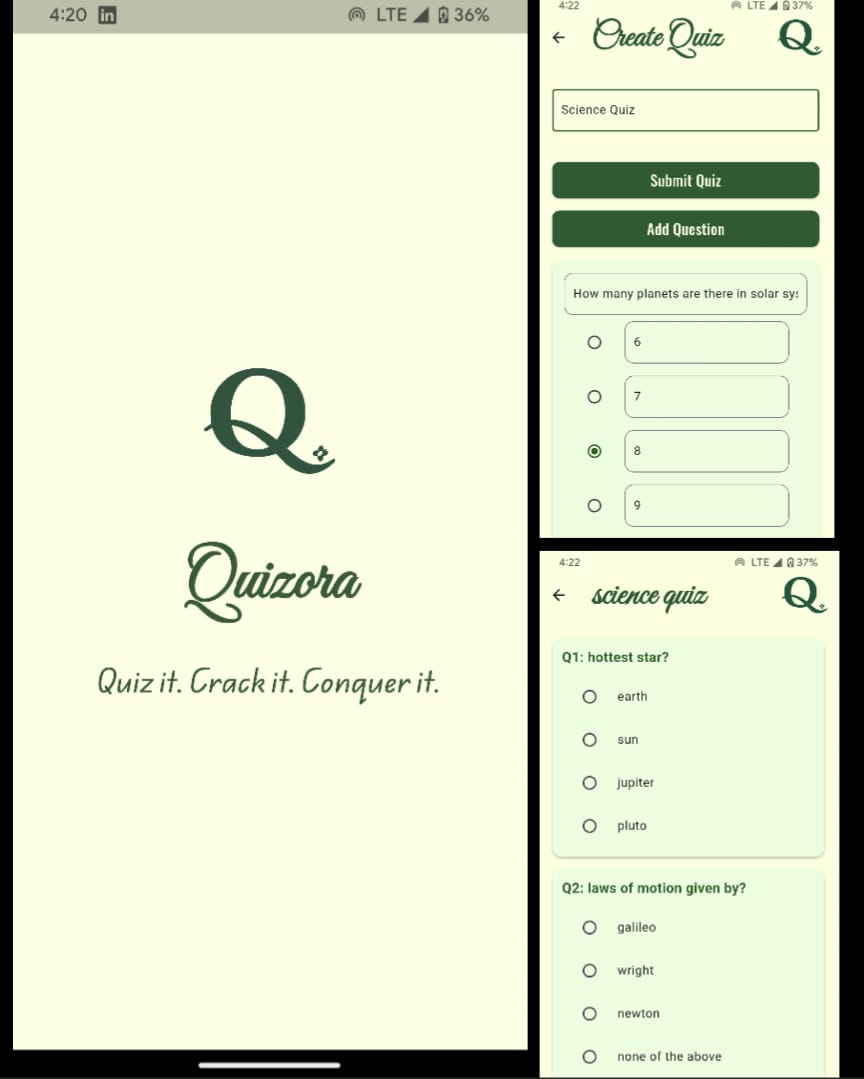 4:20 in LTE 36%
Q
Quizora
Quiz it. Crack it. Conquer it.
4:22 LTE 37%
Create Quiz Q
Science Quiz
Submit Quiz
Add Question
How many planets are there in solar sy
6
7
8
9
4:22 LTE 37%
science quiz Q
Q1: hottest star?
earth
sun
jupiter
pluto
Q2: laws of motion given by?
galileo
wright
newton
none of the above